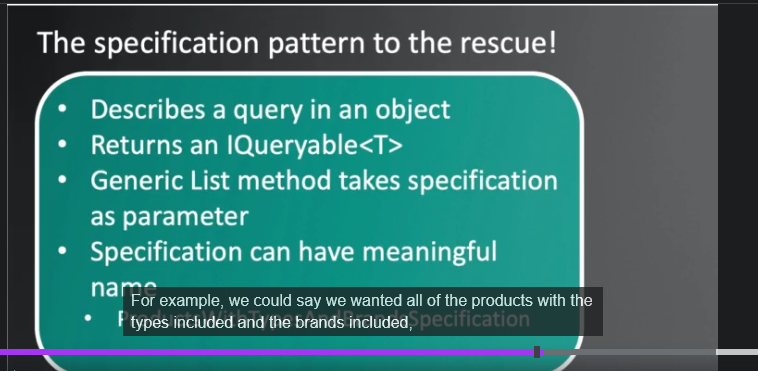 The specification pattern to the rescue!
• Describes a query in an object
• Returns an IQueryable<T>
• Generic List method takes specification
as parameter
• Specification can have meaningful
name
• ProductsWithTypesAndBrandsSpecification
For example, we could say we wanted all of the products with the
types included and the brands included,